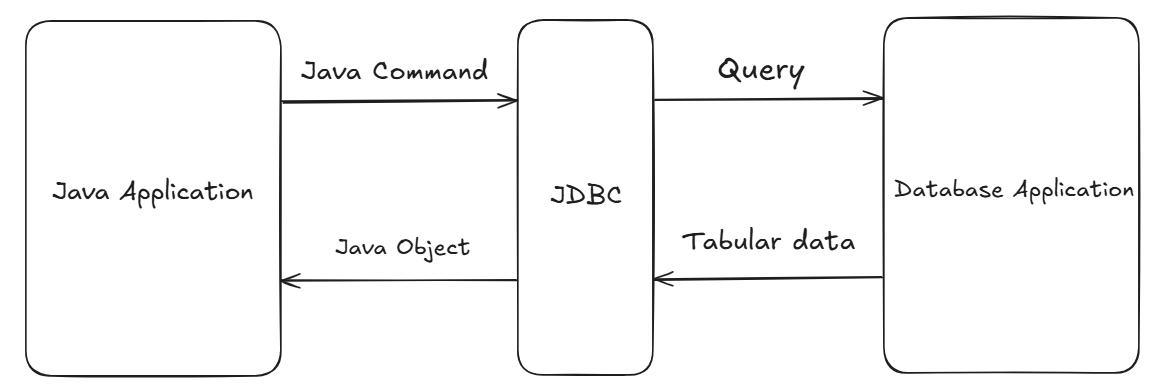 Java Command
Query
Java Application
JDBC
Database Application
Java Object
Tabular data